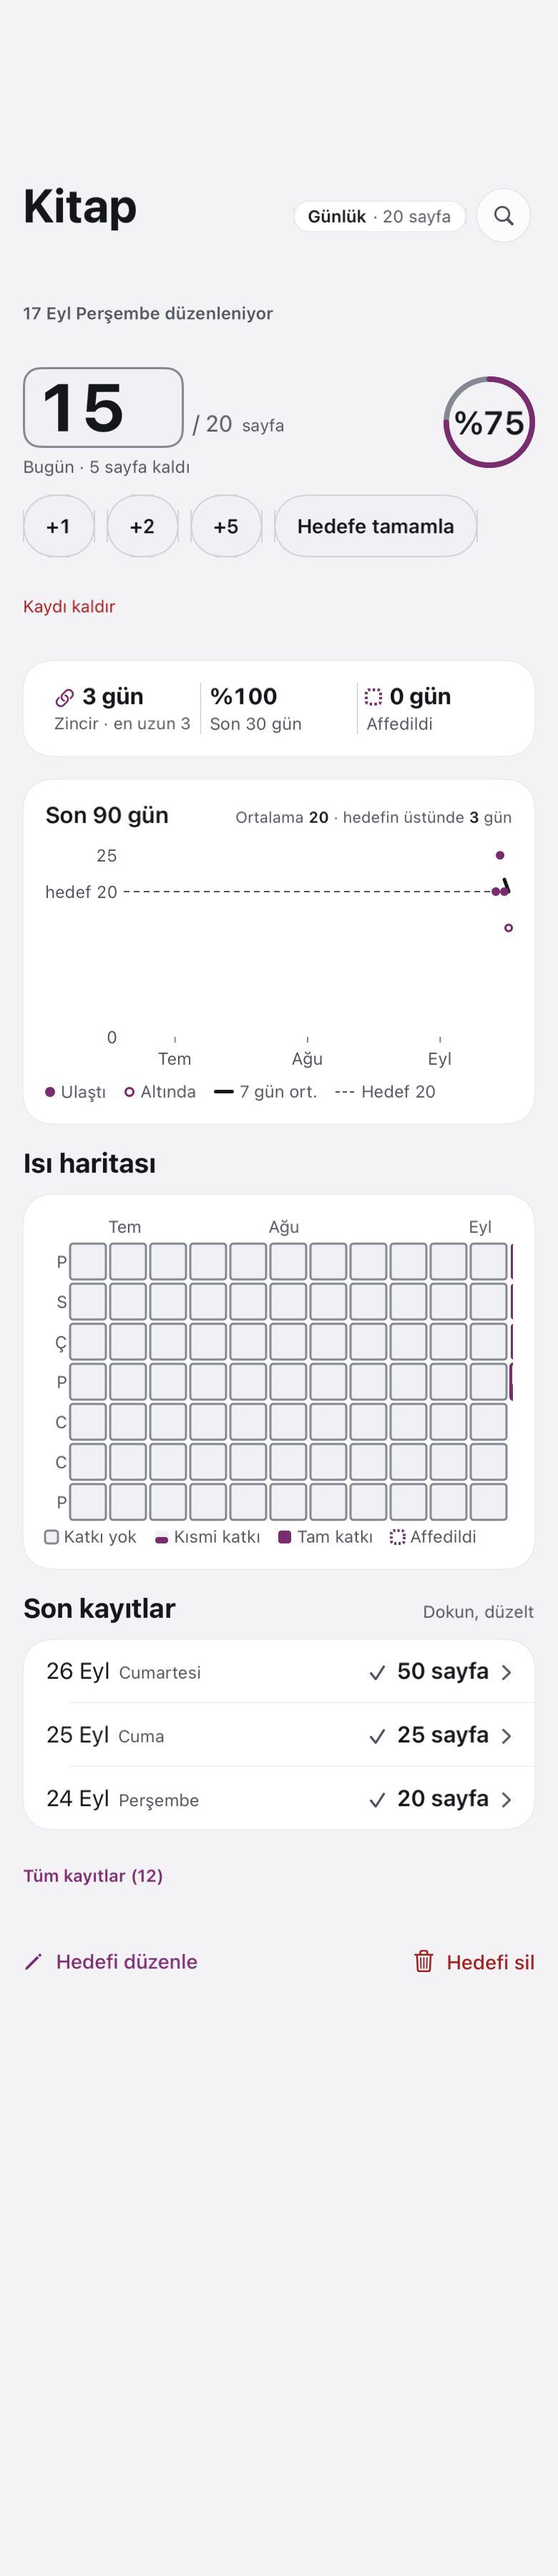 Kitap
Günlük · 20 sayfa
17 Eyl Perşembe düzenleniyor
15 / 20 sayfa
%75
Bugün · 5 sayfa kaldı
+1 +2 +5 Hedefe tamamla
Kaydı kaldır
3 gün %100 0 gün
Zincir · en uzun 3 Son 30 gün Affedildi
Son 90 gün Ortalama 20 · hedefin üstünde 3 gün
25
hedef 20
0
Tem Ağu Eyl
Ulaştı Altında 7 gün ort. Hedef 20
Isı haritası
Tem Ağu Eyl
P
S
Ç
P
C
C
P
Katkı yok Kısmi katkı Tam katkı Affedildi
Son kayıtlar Dokun, düzelt
26 Eyl Cumartesi 50 sayfa
25 Eyl Cuma 25 sayfa
24 Eyl Perşembe 20 sayfa
Tüm kayıtlar (12)
Hedefi düzenle Hedefi sil